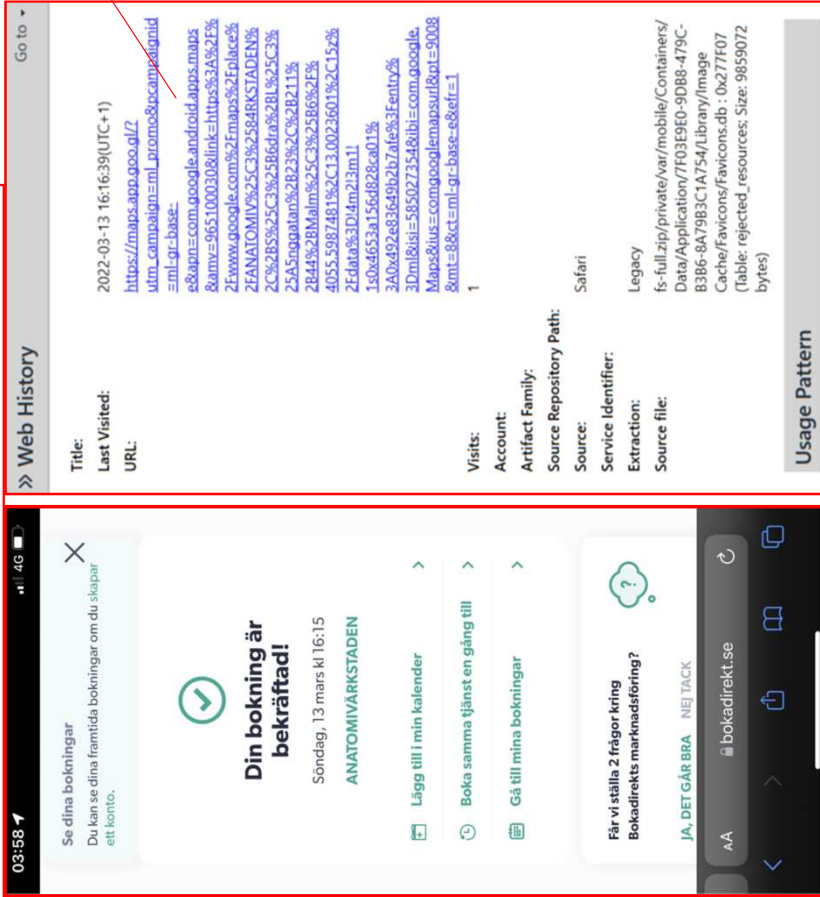 03:58
4G
Se dina bokningar
Du kan se dina framtida bokningar om du skapar
ett konto.
Din bokning är
bekräftad!
Söndag, 13 mars kl 16:15
ANATOMIVÄRKSTADEN
Lägg till i min kalender
Boka samma tjänst en gång till
Gå till mina bokningar
Får vi ställa 2 frågor kring
Bokadirekts marknadsföring?
JA, DET GÅR BRA NEJ TACK
AA bokadirekt.se
>> Web History Go to
Title:
Last Visited: 2022-03-13 16:16:39(UTC+1)
URL: https://maps.app.goo.gl/?
utm_campaign=ml_promo&pcampaignid
=ml-gr-base-
e&apn=com.google.android.apps.maps
&amv=965100030&link=https%3A%2F%
2Fwww.google.com%2Fmaps%2Fplace%
2FANATOMIV%25C3%2584RKSTADEN%
2C%2BS%25C3%25B6dra%2BL%25C3%
25A5nggatan%2B23%2C%2B211%
2B44%2BMalm%25C3%25B6%2F%
4055.5987481%2C13.0023601%2C15z%
2Fdata%3D!4m2!3m1!
1s0x4653a156d828ca01%
3A0x492e83649b2b7afe%3Fentry%
3Dml&isi=585027354&ibi=com.google.
Maps&ius=comgooglemapsurl&pt=9008
&mt=8&ct=ml-gr-base-e&efr=1
Visits: 1
Account:
Artifact Family:
Source Repository Path:
Source: Safari
Service Identifier:
Extraction: Legacy
Source file: fs-full.zip/private/var/mobile/Containers/
Data/Application/7F03E9E0-9DB8-479C-
B3B6-8A79B3C1A754/Library/Image
Cache/Favicons/Favicons.db : 0x277F07
(Table: rejected_resources; Size: 9859072
bytes)
Usage Pattern